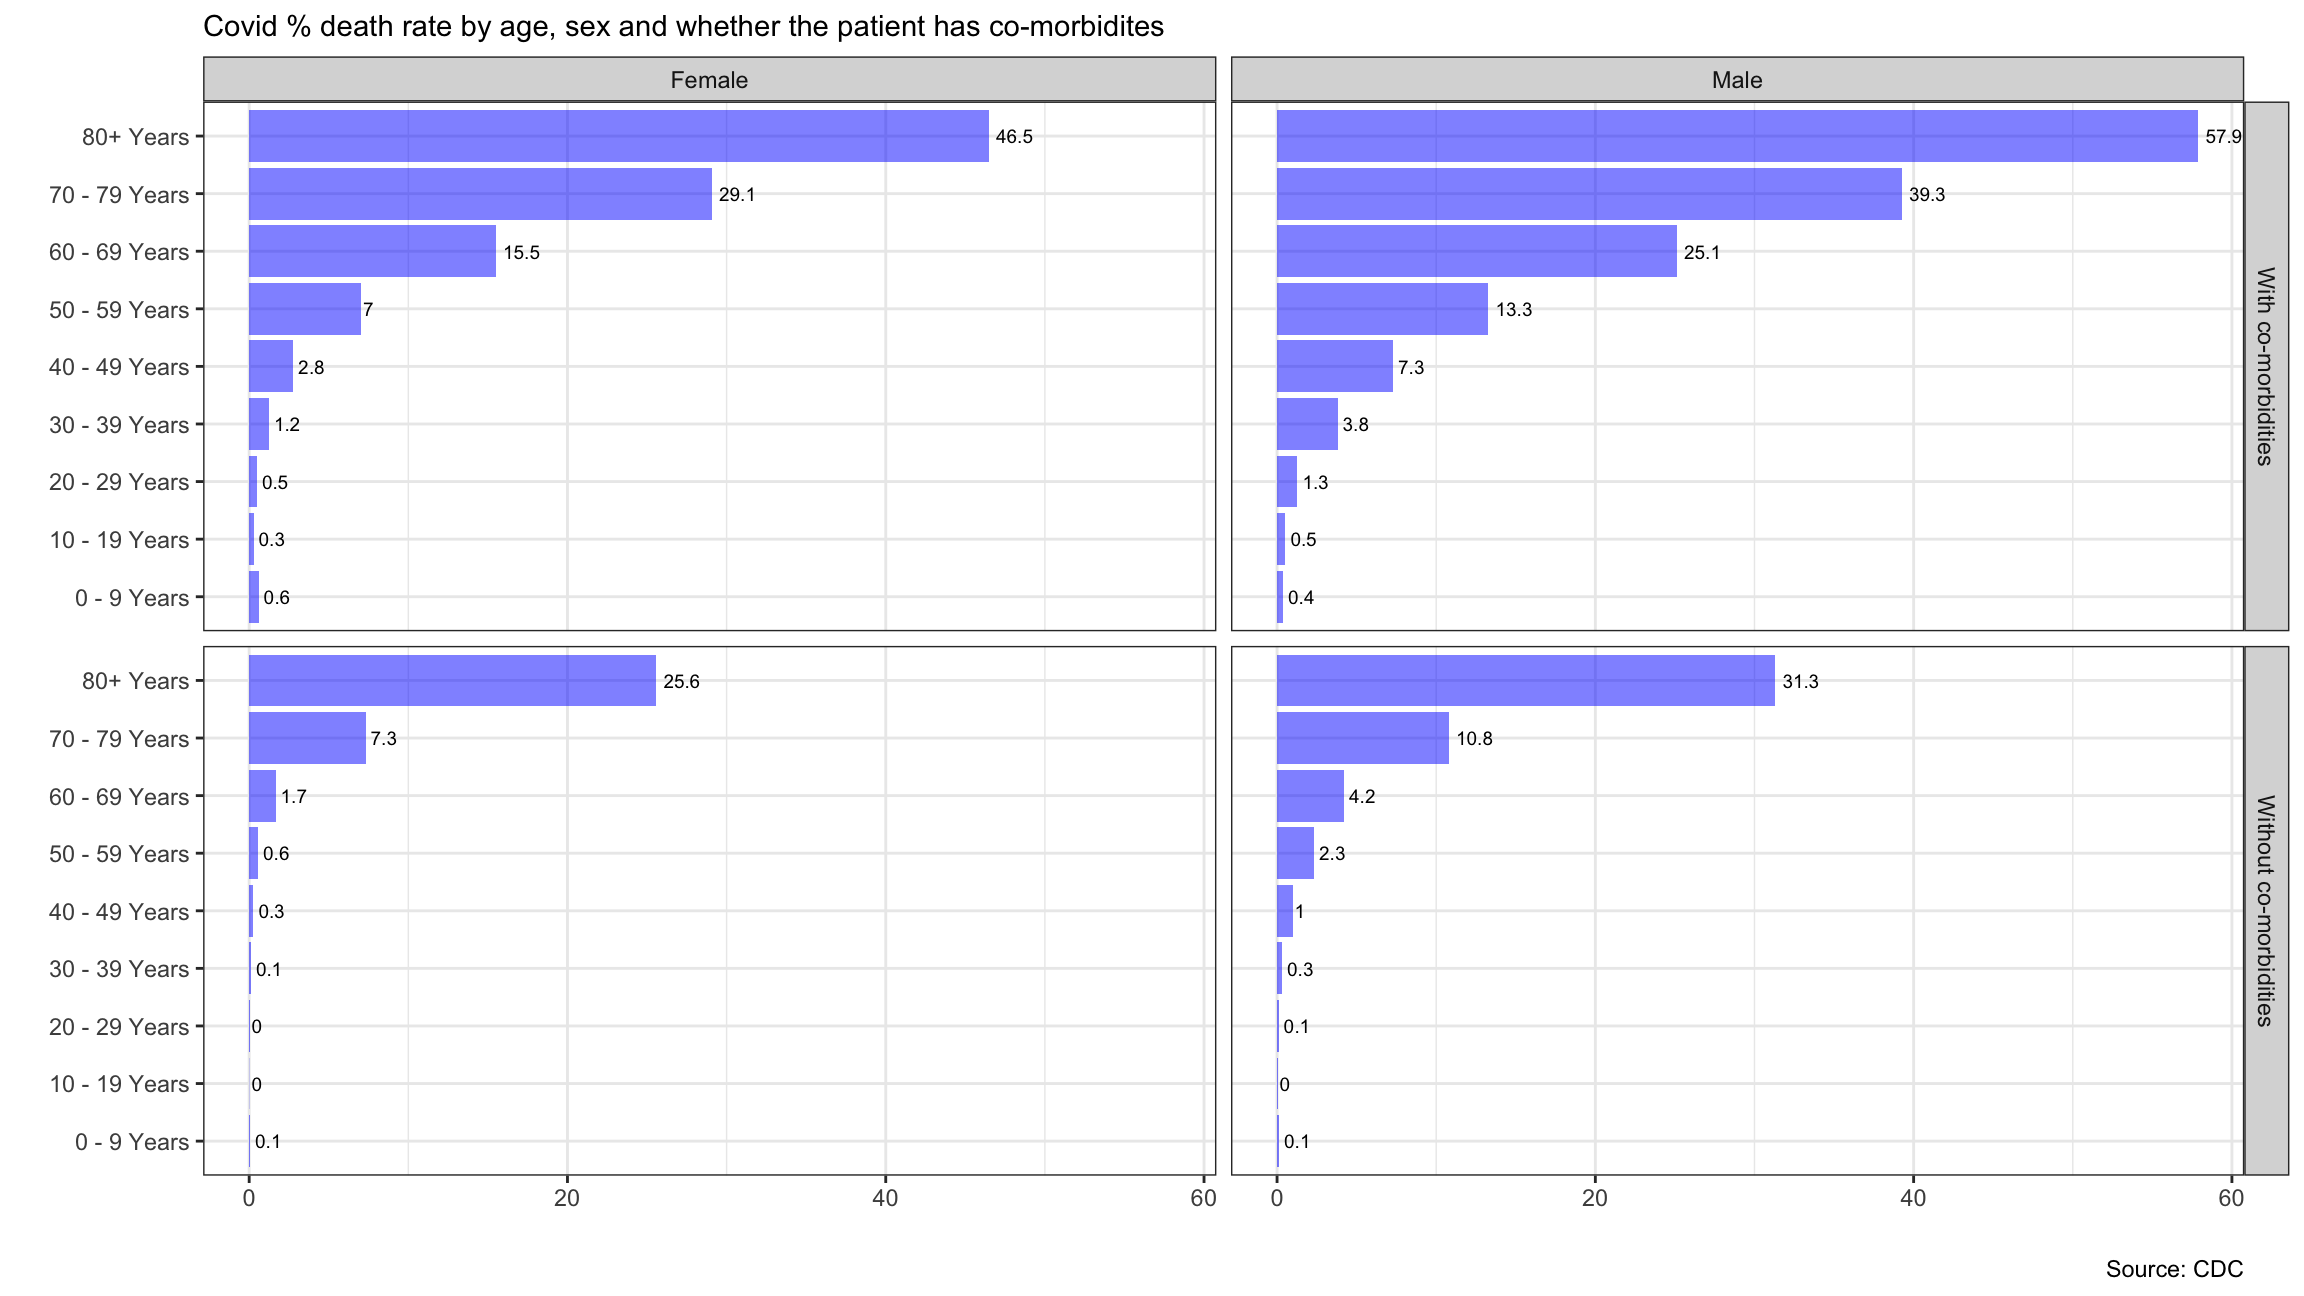 Covid % death rate by age, sex and whether the patient has co-morbidites
Female
Male
80+ Years
46.5
57.9
70 - 79 Years
29.1
39.3
60 - 69 Years
15.5
25.1
50 - 59 Years
7
13.3
40 - 49 Years
2.8
7.3
30 - 39 Years
1.2
3.8
20 - 29 Years
0.5
1.3
10 - 19 Years
0.3
0.5
0 - 9 Years
0.6
0.4
With co-morbidities
80+ Years
25.6
31.3
70 - 79 Years
7.3
10.8
60 - 69 Years
1.7
4.2
50 - 59 Years
0.6
2.3
40 - 49 Years
0.3
1
30 - 39 Years
0.1
0.3
20 - 29 Years
0
0.1
10 - 19 Years
0
0
0 - 9 Years
0.1
0.1
Without co-morbidities
0
20
40
60
0
20
40
60
Source: CDC